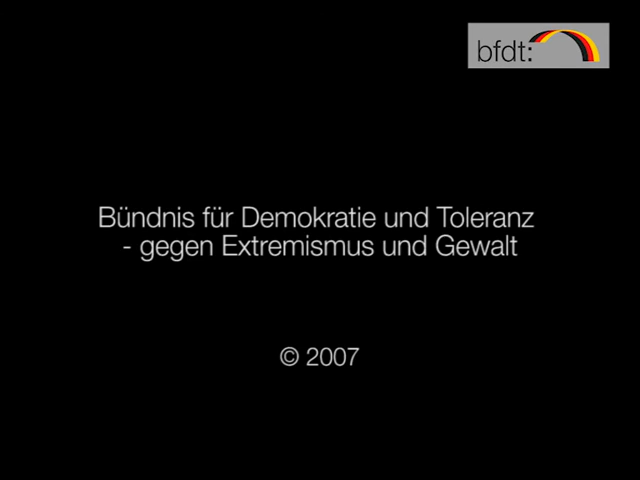 bfdt:
Bündnis für Demokratie und Toleranz
- gegen Extremismus und Gewalt
© 2007